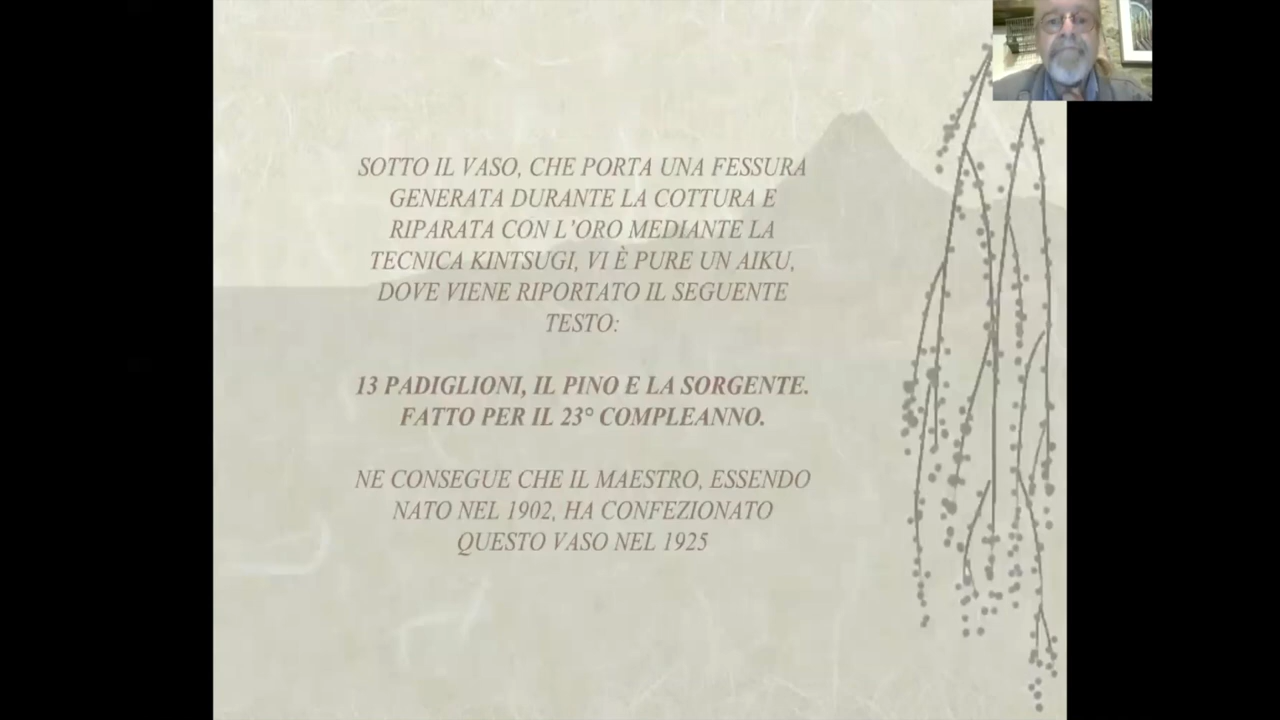 SOTTO IL VASO, CHE PORTA UNA FESSURA
GENERATA DURANTE LA COTTURA E
RIPARATA CON L'ORO MEDIANTE LA
TECNICA KINTSUGI, VI È PURE UN AIKU,
DOVE VIENE RIPORTATO IL SEGUENTE
TESTO:
13 PADIGLIONI, IL PINO E LA SORGENTE.
FATTO PER IL 23° COMPLEANNO.
NE CONSEGUE CHE IL MAESTRO, ESSENDO
NATO NEL 1902, HA CONFEZIONATO
QUESTO VASO NEL 1925